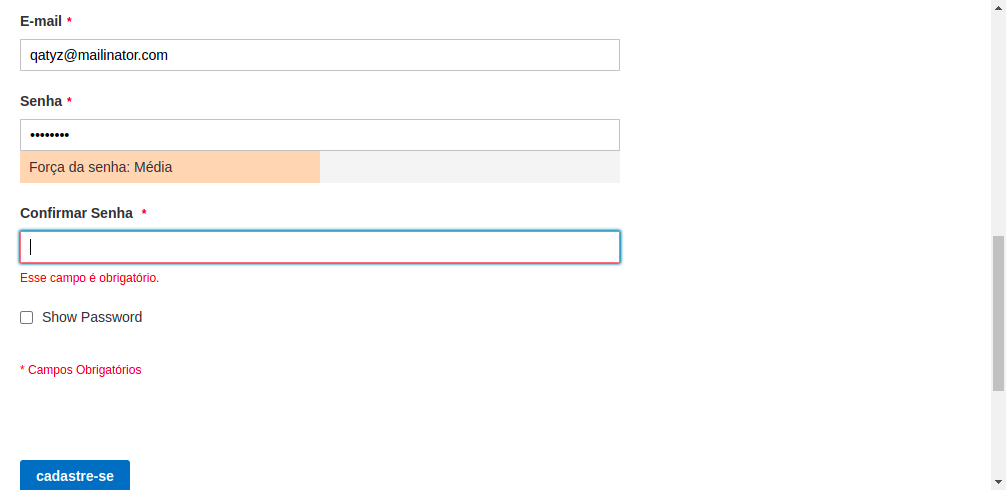 E-mail *
qatyz@mailinator.com
Senha *
••••••••
Força da senha: Média
Confirmar Senha *
Esse campo é obrigatório.
Show Password
* Campos Obrigatórios
cadastre-se